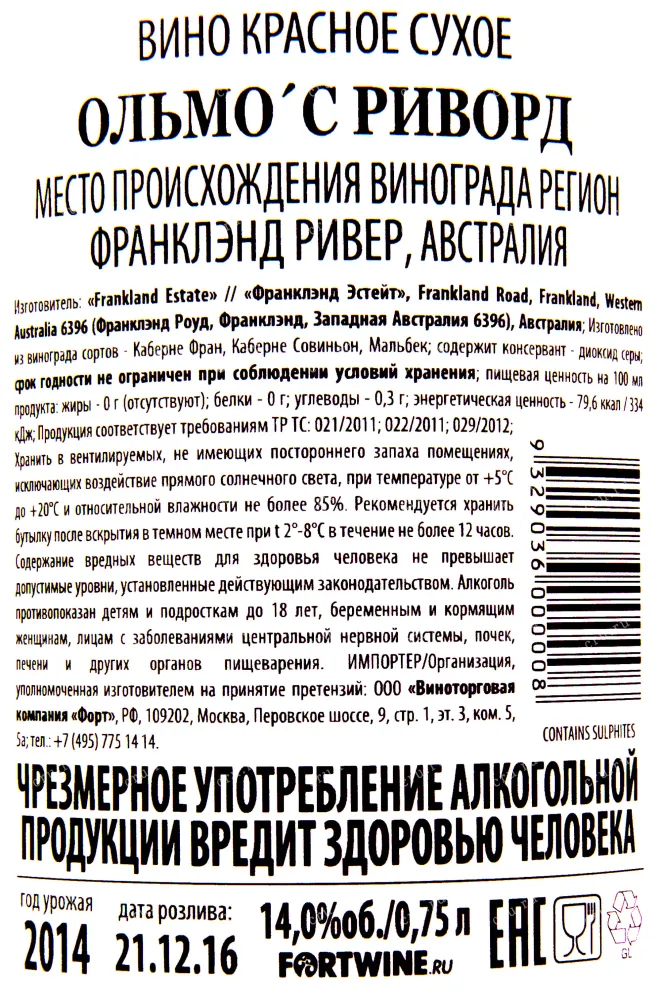 ВИНО КРАСНОЕ СУХОЕ
ОЛЬМО´С РИВОРД
МЕСТО ПРОИСХОЖДЕНИЯ ВИНОГРАДА РЕГИОН
ФРАНКЛЭНД РИВЕР, АВСТРАЛИЯ
Изготовитель: «Frankland Estate» // «Франклэнд Эстейт», Frankland Road, Frankland, Western
Australia 6396 (Франклэнд Роуд, Франклэнд, Западная Австралия 6396), Австралия; Изготовлено
из винограда сортов - Каберне Фран, Каберне Совиньон, Мальбек; содержит консервант - диоксид серы;
срок годности не ограничен при соблюдении условий хранения; пищевая ценность на 100 мл
продукта: жиры - 0 г (отсутствуют); белки - 0 г; углеводы - 0,3 г; энергетическая ценность - 79,6 ккал / 334
кДж; Продукция соответствует требованиям ТР ТС: 021/2011; 022/2011; 029/2012;
Хранить в вентилируемых, не имеющих постороннего запаха помещениях,
исключающих воздействие прямого солнечного света, при температуре от +5°С
до +20°С и относительной влажности не более 85%. Рекомендуется хранить
бутылку после вскрытия в темном месте при t 2°-8°С в течение не более 12 часов.
Содержание вредных веществ для здоровья человека не превышает
допустимые уровни, установленные действующим законодательством. Алкоголь
противопоказан детям и подросткам до 18 лет, беременным и кормящим
женщинам, лицам с заболеваниями центральной нервной системы, почек,
печени и других органов пищеварения. ИМПОРТЕР/Организация,
уполномоченная изготовителем на принятие претензий: ООО «Виноторговая
компания «Форт», РФ, 109202, Москва, Перовское шоссе, 9, стр. 1, эт. 3, ком. 5,
5а; тел.: +7 (495) 775 14 14.
9 329036 000008
CONTAINS SULPHITES
ЧРЕЗМЕРНОЕ УПОТРЕБЛЕНИЕ АЛКОГОЛЬНОЙ
ПРОДУКЦИИ ВРЕДИТ ЗДОРОВЬЮ ЧЕЛОВЕКА
год урожая
2014
дата розлива:
21.12.16
14,0%об./0,75 л
FORTWINE.RU
EAC
GL